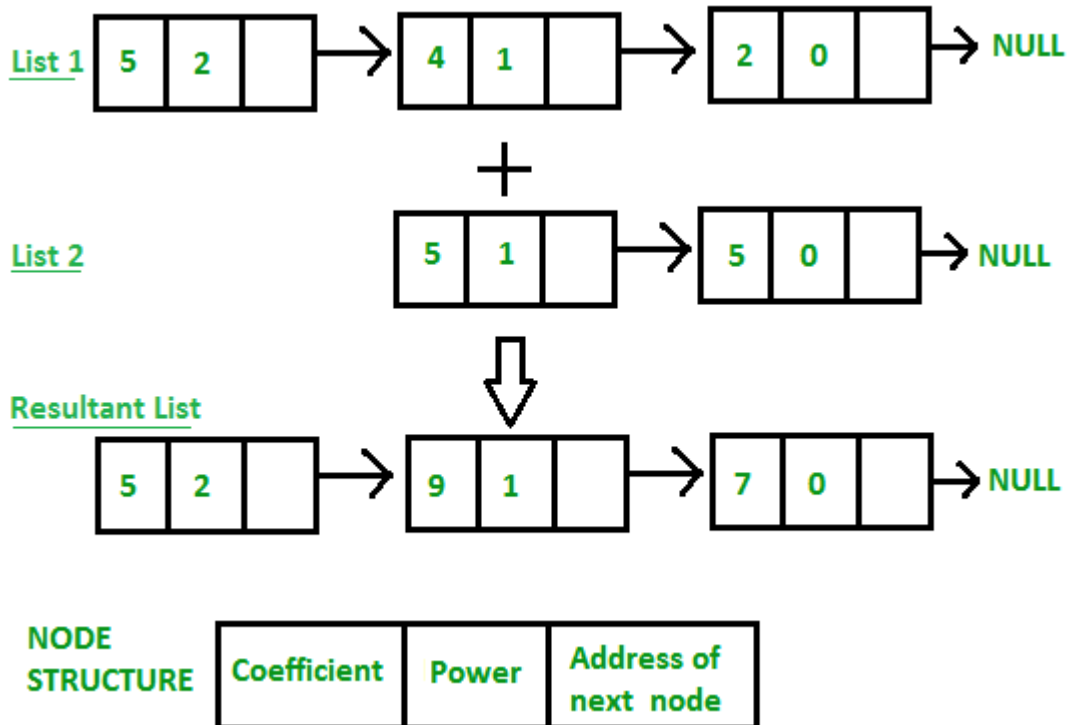 List 1 5 2 4 1 2 0 NULL
+
List 2 5 1 5 0 NULL
Resultant List
5 2 9 1 7 0 NULL
NODE STRUCTURE
Coefficient
Power
Address of
next node